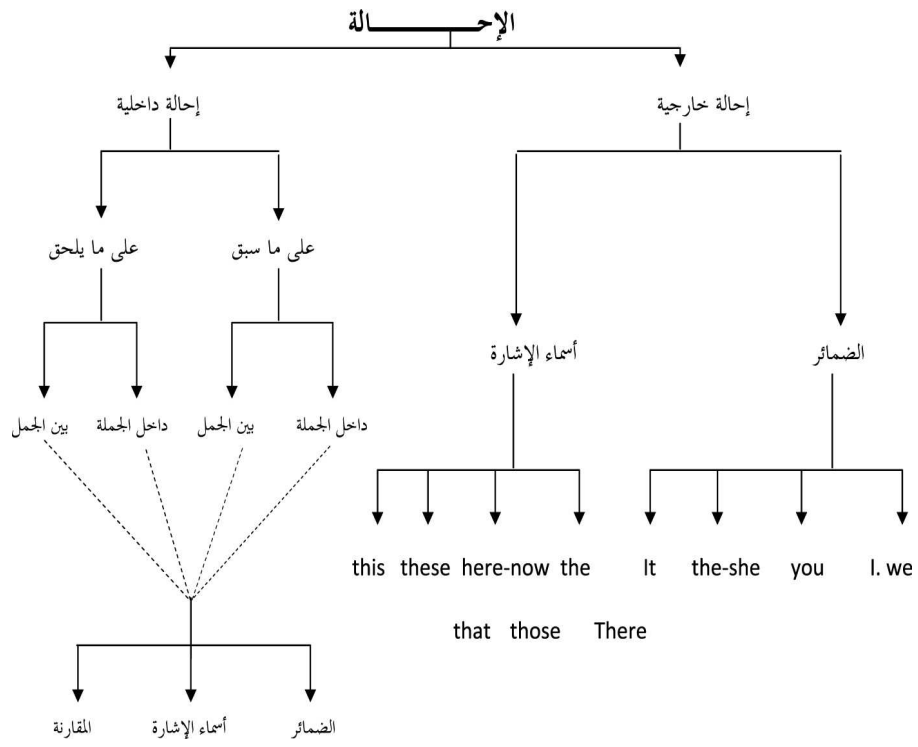 الإحـــــــــــالة
إحالة خارجية إحالة داخلية
على ما سبق على ما يلحق
الضمائر أسماء الإشارة
داخل الجملة بين الجمل داخل الجملة بين الجمل
this these here-now the It the-she you I. we
that those There
الضمائر أسماء الإشارة المقارنة